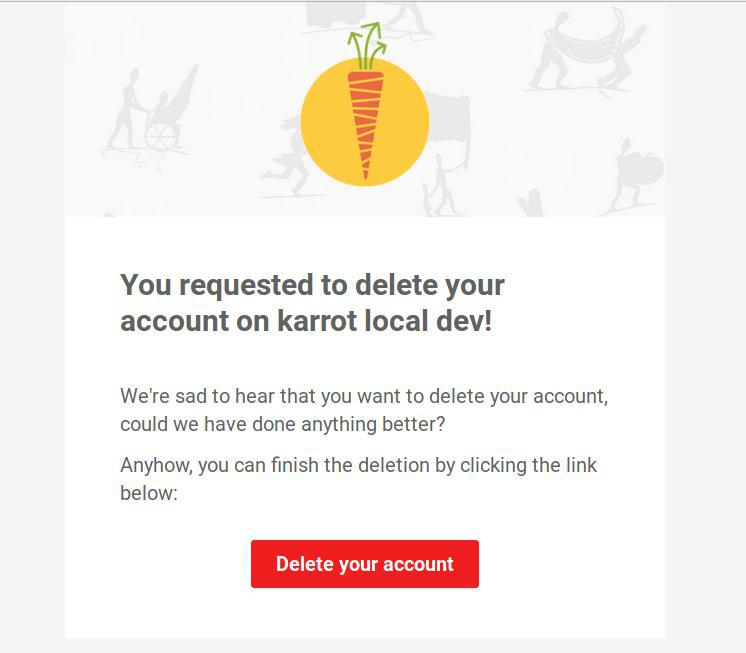 You requested to delete your
account on karrot local dev!
We're sad to hear that you want to delete your account,
could we have done anything better?
Anyhow, you can finish the deletion by clicking the link
below:
Delete your account